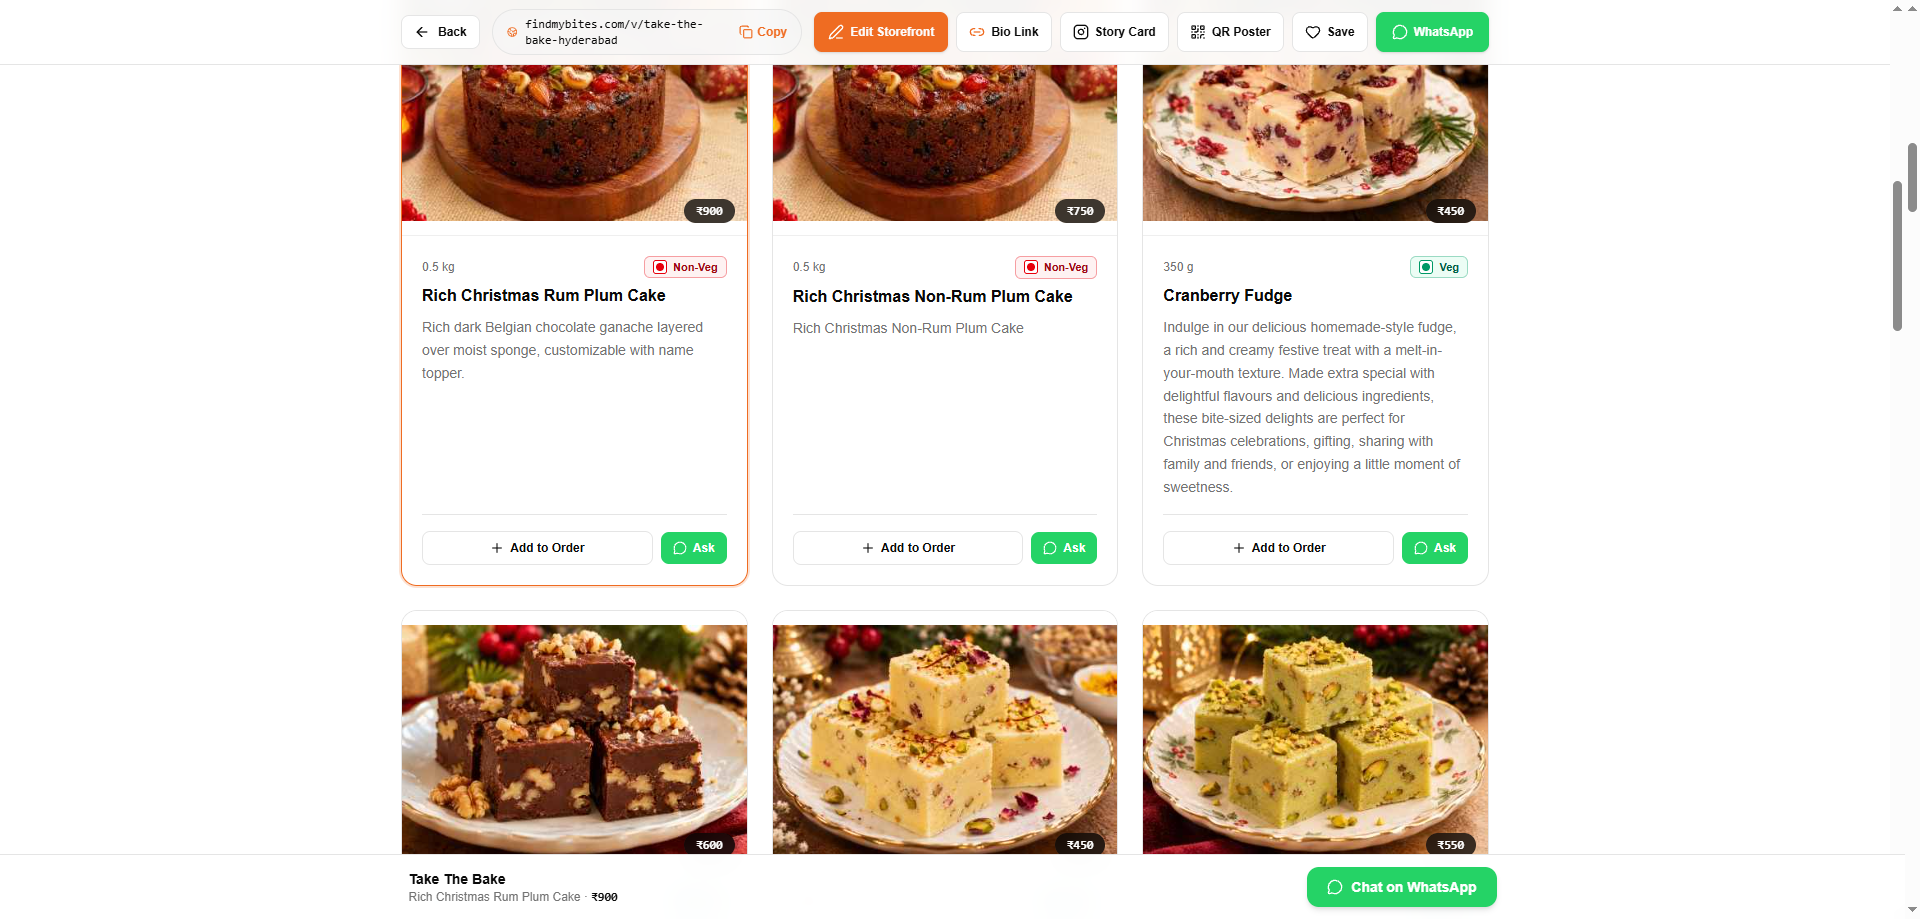 Back
findmybites.com/v/take-the-
bake-hyderabad
Copy
Edit Storefront
Bio Link
Story Card
QR Poster
Save
WhatsApp
₹900
₹750
₹450
0.5 kg
Non-Veg
Rich Christmas Rum Plum Cake
Rich dark Belgian chocolate ganache layered
over moist sponge, customizable with name
topper.
+ Add to Order
Ask
0.5 kg
Non-Veg
Rich Christmas Non-Rum Plum Cake
Rich Christmas Non-Rum Plum Cake
+ Add to Order
Ask
350 g
Veg
Cranberry Fudge
Indulge in our delicious homemade-style fudge,
a rich and creamy festive treat with a melt-in-
your-mouth texture. Made extra special with
delightful flavours and delicious ingredients,
these bite-sized delights are perfect for
Christmas celebrations, gifting, sharing with
family and friends, or enjoying a little moment of
sweetness.
+ Add to Order
Ask
₹600
₹450
₹550
Take The Bake
Rich Christmas Rum Plum Cake · ₹900
Chat on WhatsApp